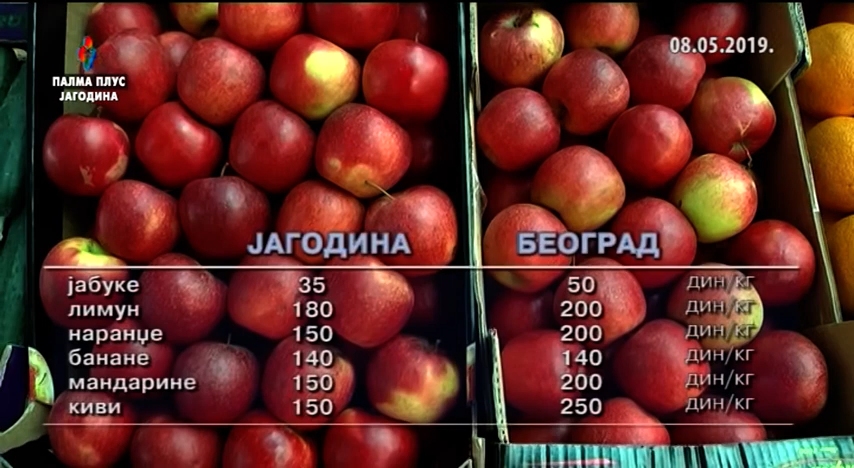 08.05.2019.
ПАЛМА ПЛУС
ЈАГОДИНА
ЈАГОДИНА БЕОГРАД
јабуке 35 50 ДИН/КГ
лимун 180 200 ДИН/КГ
наранџе 150 200 ДИН/КГ
банане 140 140 ДИН/КГ
мандарине 150 200 ДИН/КГ
киви 150 250 ДИН/КГ